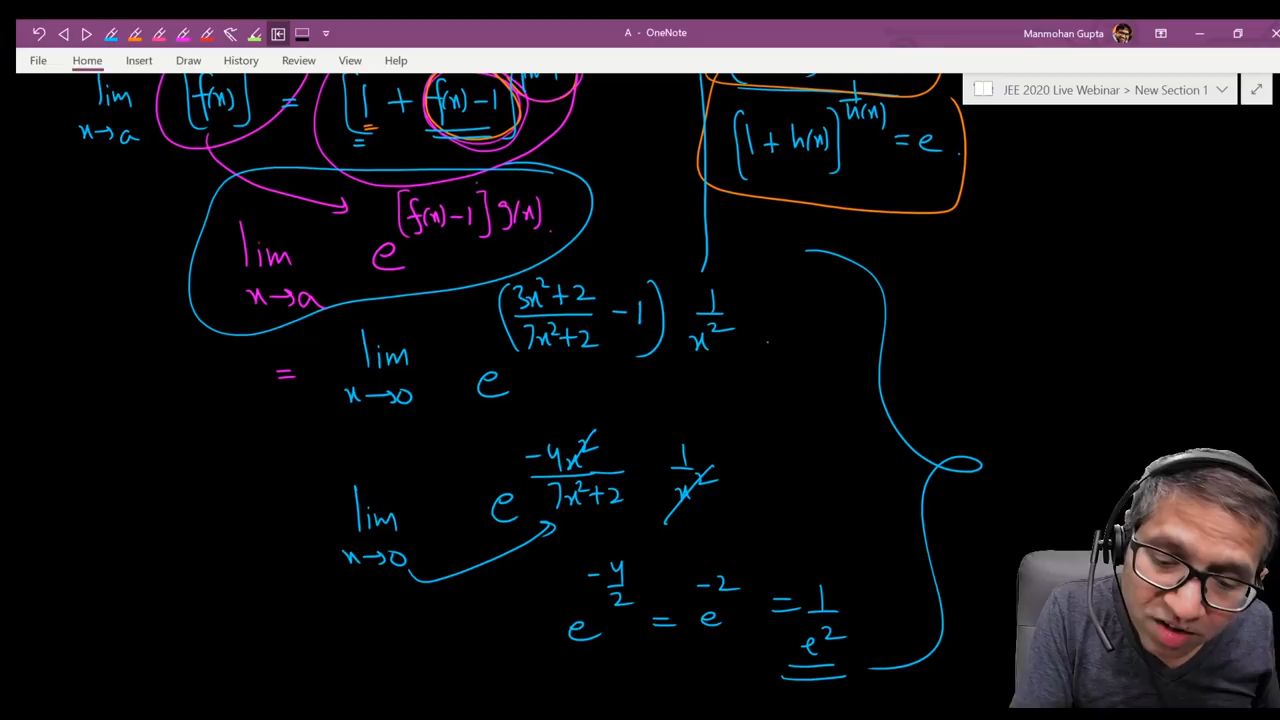 A - OneNote
Manmohan Gupta
File Home Insert Draw History Review View Help
JEE 2020 Live Webinar > New Section 1
lim x→a [f(x)] = [1 + f(x)-1]
[1 + h(x)]^(1/h(x)) = e
lim x→a e^([f(x)-1] g(x))
= lim x→0 e^(((3x²+2)/(7x²+2) - 1) 1/x²)
lim x→0 e^((-4x²)/(7x²+2) 1/x²)
e^(-4/2) = e^(-2) = 1/e²